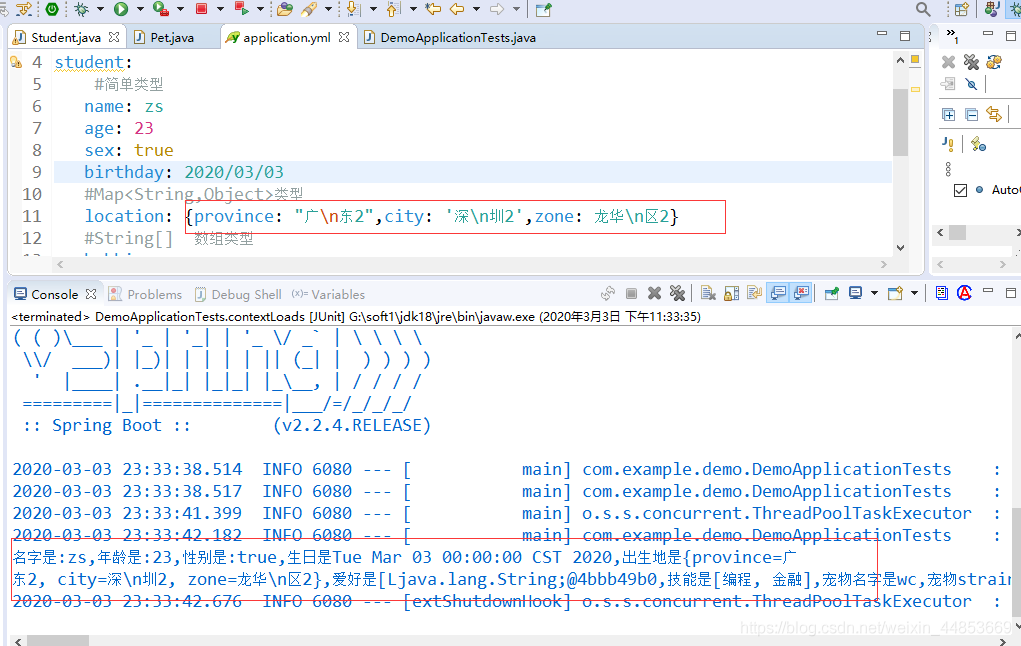 Student.java
Pet.java
application.yml
DemoApplicationTests.java
1
4 student:
5 #简单类型
6 name: zs
7 age: 23
8 sex: true
9 birthday: 2020/03/03
10 #Map<String,Object>类型
11 location: {province: "广\n东2",city: '深\n圳2',zone: 龙华\n区2}
12 #String[] 数组类型
Auto
Console
Problems
Debug Shell
(x)= Variables
<terminated> DemoApplicationTests.contextLoads [JUnit] G:\soft1\jdk18\jre\bin\javaw.exe (2020年3月3日 下午11:33:35)
( ( )\___ | '_ | '_| | '_ \/ _` | \ \ \ \
\\/ ___)| |_)| | | | | || (_| | ) ) ) )
' |____| .__|_| |_|_| |_\__, | / / / /
=========|_|==============|___/=/_/_/_/
:: Spring Boot :: (v2.2.4.RELEASE)
2020-03-03 23:33:38.514 INFO 6080 --- [ main] com.example.demo.DemoApplicationTests :
2020-03-03 23:33:38.517 INFO 6080 --- [ main] com.example.demo.DemoApplicationTests :
2020-03-03 23:33:41.399 INFO 6080 --- [ main] o.s.s.concurrent.ThreadPoolTaskExecutor :
2020-03-03 23:33:42.182 INFO 6080 --- [ main] com.example.demo.DemoApplicationTests :
名字是:zs,年龄是:23,性别是:true,生日是Tue Mar 03 00:00:00 CST 2020,出生地是{province=广
东2, city=深\n圳2, zone=龙华\n区2},爱好是[Ljava.lang.String;@4bbb49b0,技能是[编程, 金融],宠物名字是wc,宠物strain
2020-03-03 23:33:42.676 INFO 6080 --- [extShutdownHook] o.s.s.concurrent.ThreadPoolTaskExecutor :
https://blog.csdn.net/weixin_44853669